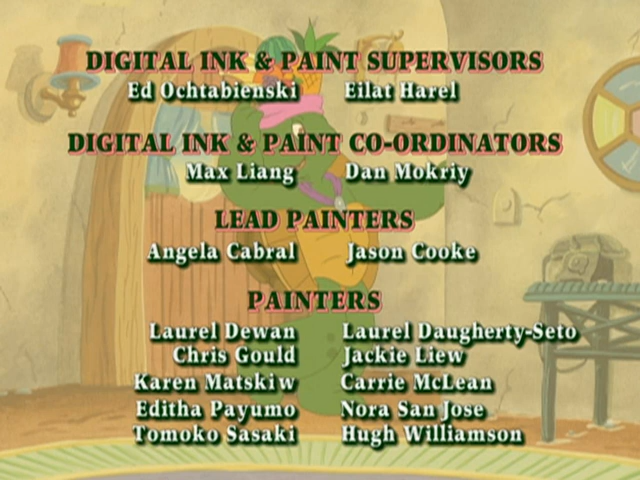 DIGITAL INK & PAINT SUPERVISORS
Ed Ochtabienski Eilat Harel
DIGITAL INK & PAINT CO-ORDINATORS
Max Liang Dan Mokriy
LEAD PAINTERS
Angela Cabral Jason Cooke
PAINTERS
Laurel Dewan Laurel Daugherty-Seto
Chris Gould Jackie Liew
Karen Matskiw Carrie McLean
Editha Payumo Nora San Jose
Tomoko Sasaki Hugh Williamson